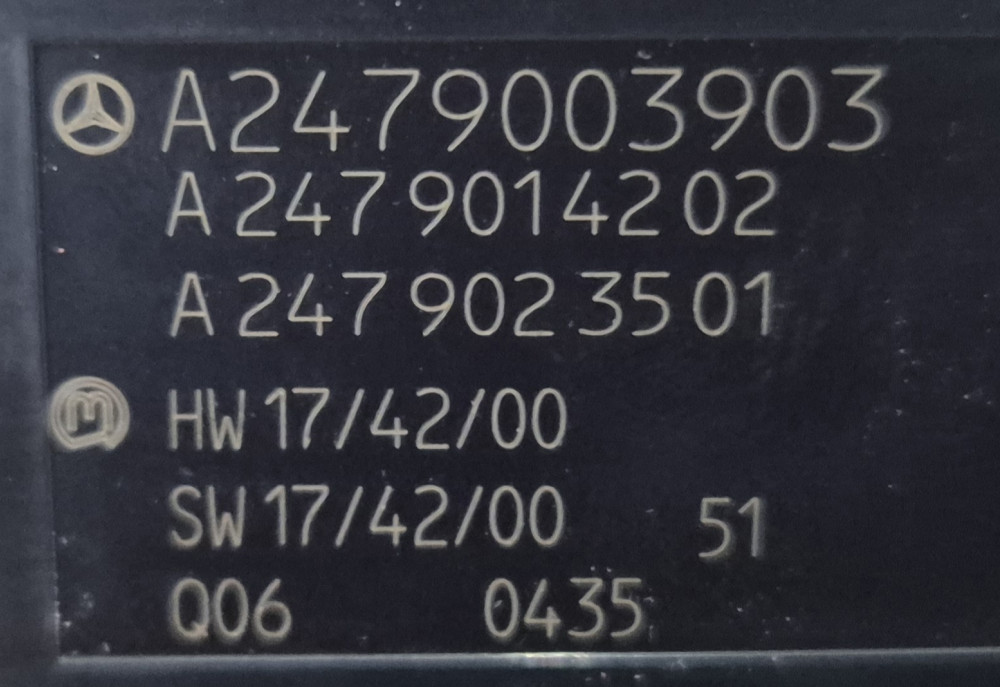 A2479003903
A 247 901 42 02
A 247 902 35 01
HW 17/42/00
SW 17/42/00 51
Q06 0435